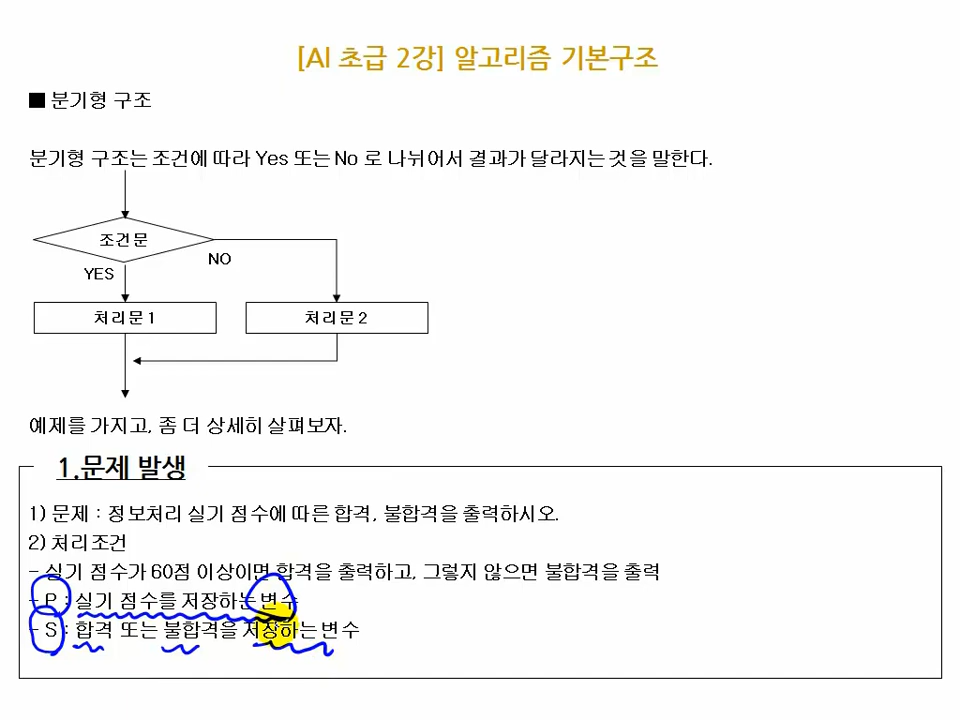 [AI 초급 2강] 알고리즘 기본구조
■ 분기형 구조
분기형 구조는 조건에 따라 Yes 또는 No 로 나뉘어서 결과가 달라지는 것을 말한다.
조건문
NO
YES
처리문1
처리문2
예제를 가지고, 좀 더 상세히 살펴보자.
1.문제 발생
1) 문제 : 정보처리 실기 점수에 따른 합격, 불합격을 출력하시오.
2) 처리조건
- 실기 점수가 60점 이상이면 합격을 출력하고, 그렇지 않으면 불합격을 출력
- P : 실기 점수를 저장하는 변수
- S : 합격 또는 불합격을 저장하는 변수